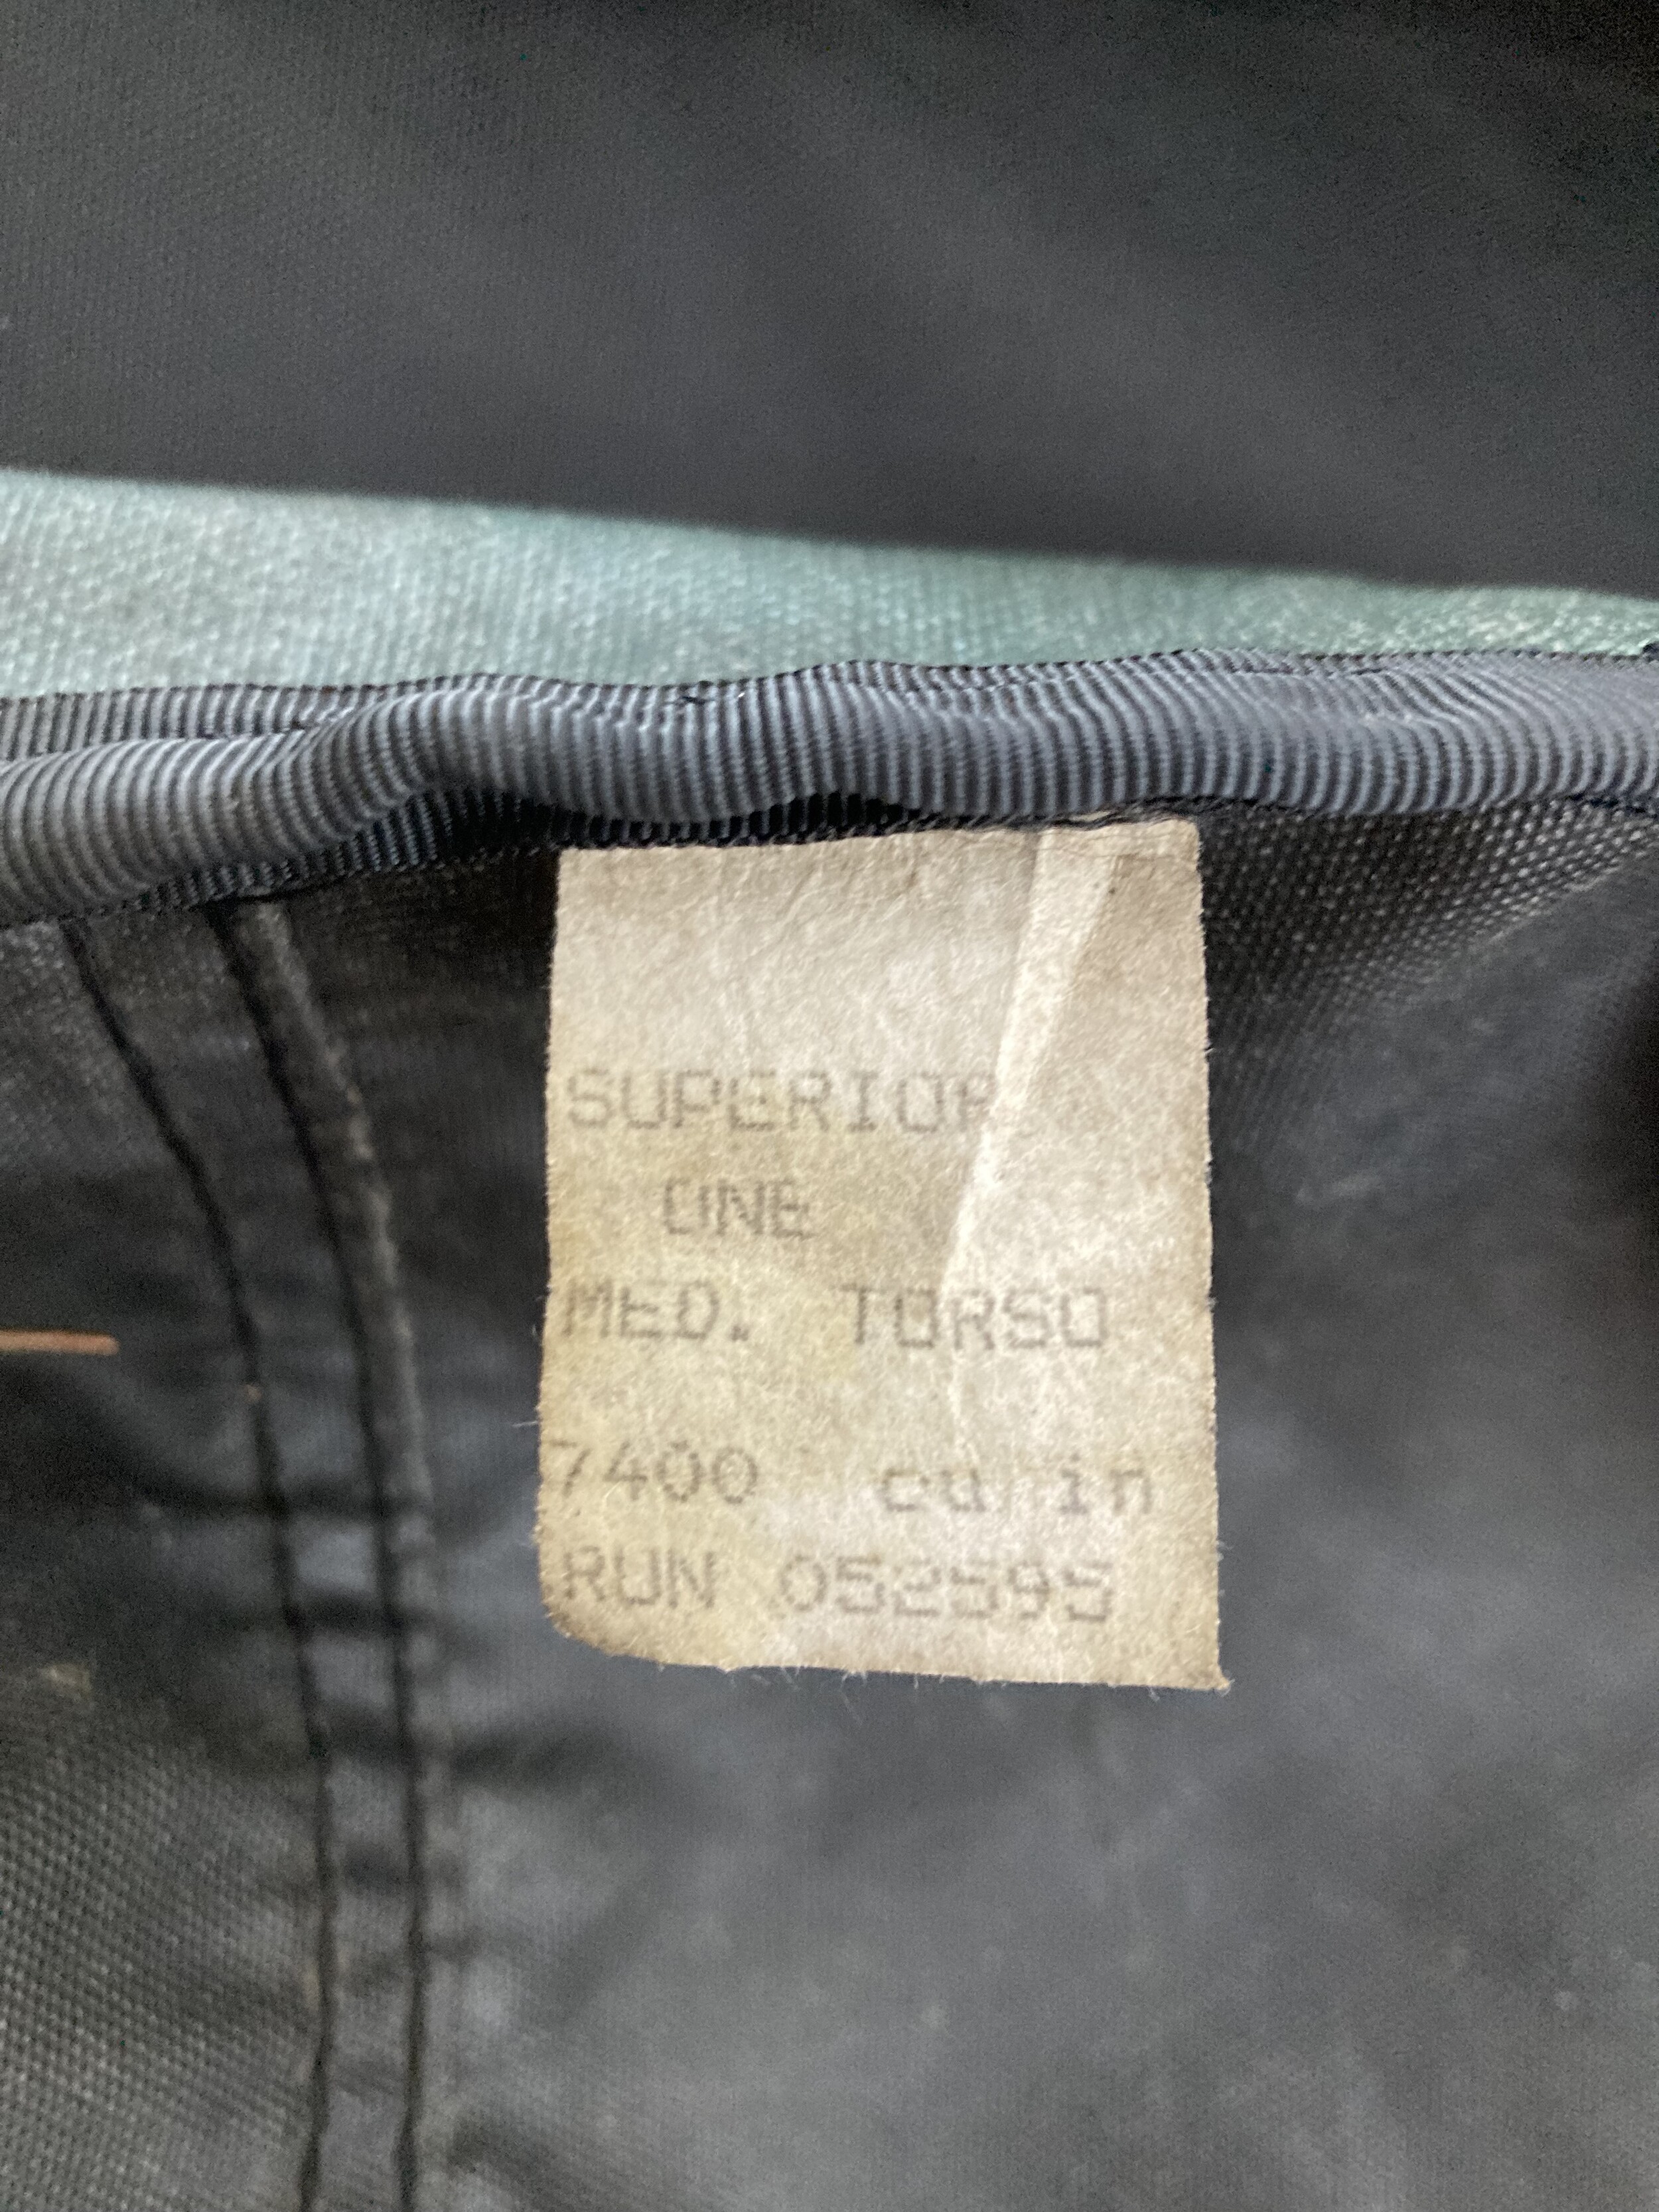 SUPERIOR
ONE
MED. TORSO
7400 cu in
RUN 052595